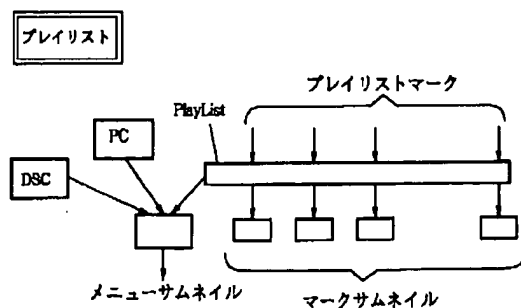 プレイリスト
プレイリストマーク
PlayList
PC
DSC
メニューサムネイル
マークサムネイル